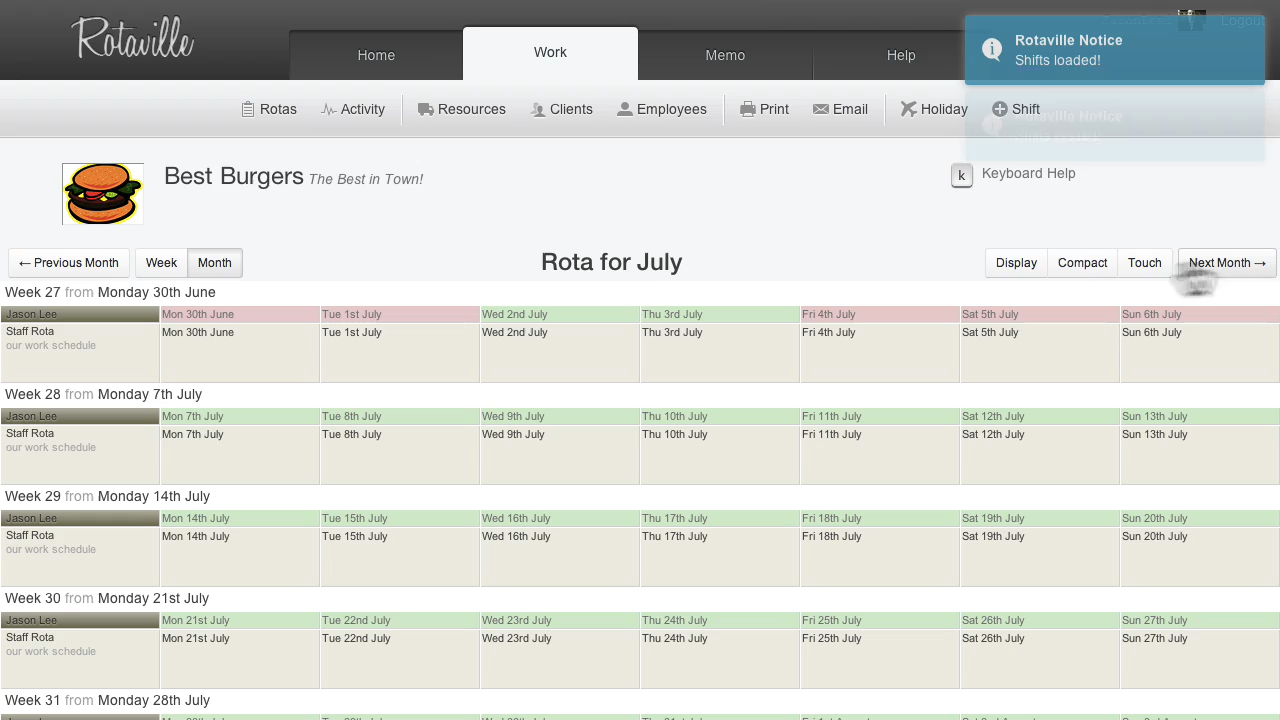 Rotaville
Home
Work
Memo
Help
Logout
Rotaville Notice
Shifts loaded!
Rotas
Activity
Resources
Clients
Employees
Print
Email
Holiday
Shift
Rotaville Notice
Best Burgers The Best in Town!
k Keyboard Help
← Previous Month
Week
Month
Rota for July
Display
Compact
Touch
Next Month →
Week 27 from Monday 30th June
Jason Lee Mon 30th June Tue 1st July Wed 2nd July Thu 3rd July Fri 4th July Sat 5th July Sun 6th July
Staff Rota Mon 30th June Tue 1st July Wed 2nd July Thu 3rd July Fri 4th July Sat 5th July Sun 6th July
our work schedule
Week 28 from Monday 7th July
Jason Lee Mon 7th July Tue 8th July Wed 9th July Thu 10th July Fri 11th July Sat 12th July Sun 13th July
Staff Rota Mon 7th July Tue 8th July Wed 9th July Thu 10th July Fri 11th July Sat 12th July Sun 13th July
our work schedule
Week 29 from Monday 14th July
Jason Lee Mon 14th July Tue 15th July Wed 16th July Thu 17th July Fri 18th July Sat 19th July Sun 20th July
Staff Rota Mon 14th July Tue 15th July Wed 16th July Thu 17th July Fri 18th July Sat 19th July Sun 20th July
our work schedule
Week 30 from Monday 21st July
Jason Lee Mon 21st July Tue 22nd July Wed 23rd July Thu 24th July Fri 25th July Sat 26th July Sun 27th July
Staff Rota Mon 21st July Tue 22nd July Wed 23rd July Thu 24th July Fri 25th July Sat 26th July Sun 27th July
our work schedule
Week 31 from Monday 28th July